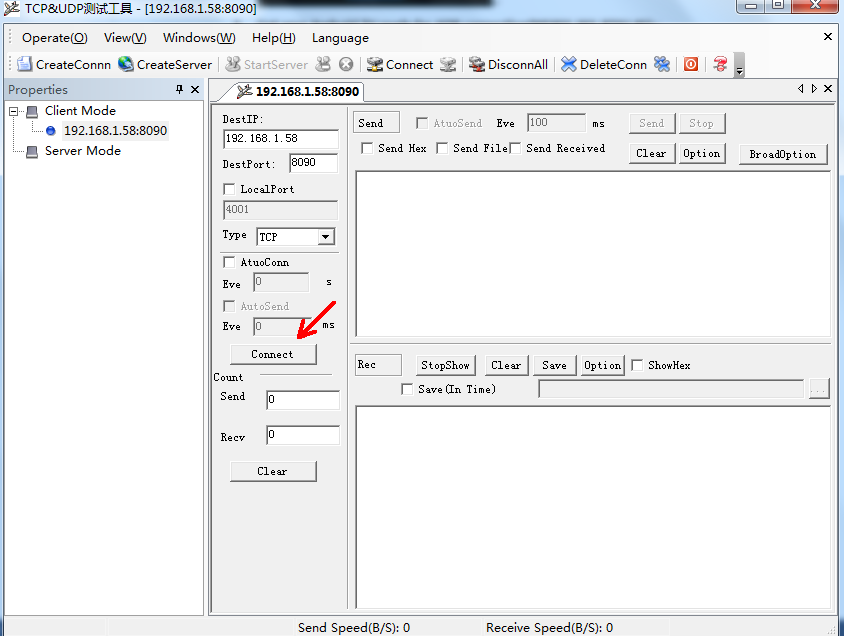 TCP&UDP测试工具 - [192.168.1.58:8090]
Operate(O) View(V) Windows(W) Help(H) Language
CreateConn CreateServer StartServer Connect DisconnAll DeleteConn
Properties
192.168.1.58:8090
Client Mode
192.168.1.58:8090
Server Mode
DestIP:
192.168.1.58
DestPort: 8090
LocalPort
4001
Type TCP
AtuoConn
Eve 0 s
AutoSend
Eve 0 ms
Connect
Count
Send 0
Recv 0
Clear
Send AtuoSend Eve 100 ms Send Stop
Send Hex Send File Send Received Clear Option BroadOption
Rec StopShow Clear Save Option ShowHex
Save(In Time) ...
Send Speed(B/S): 0 Receive Speed(B/S): 0